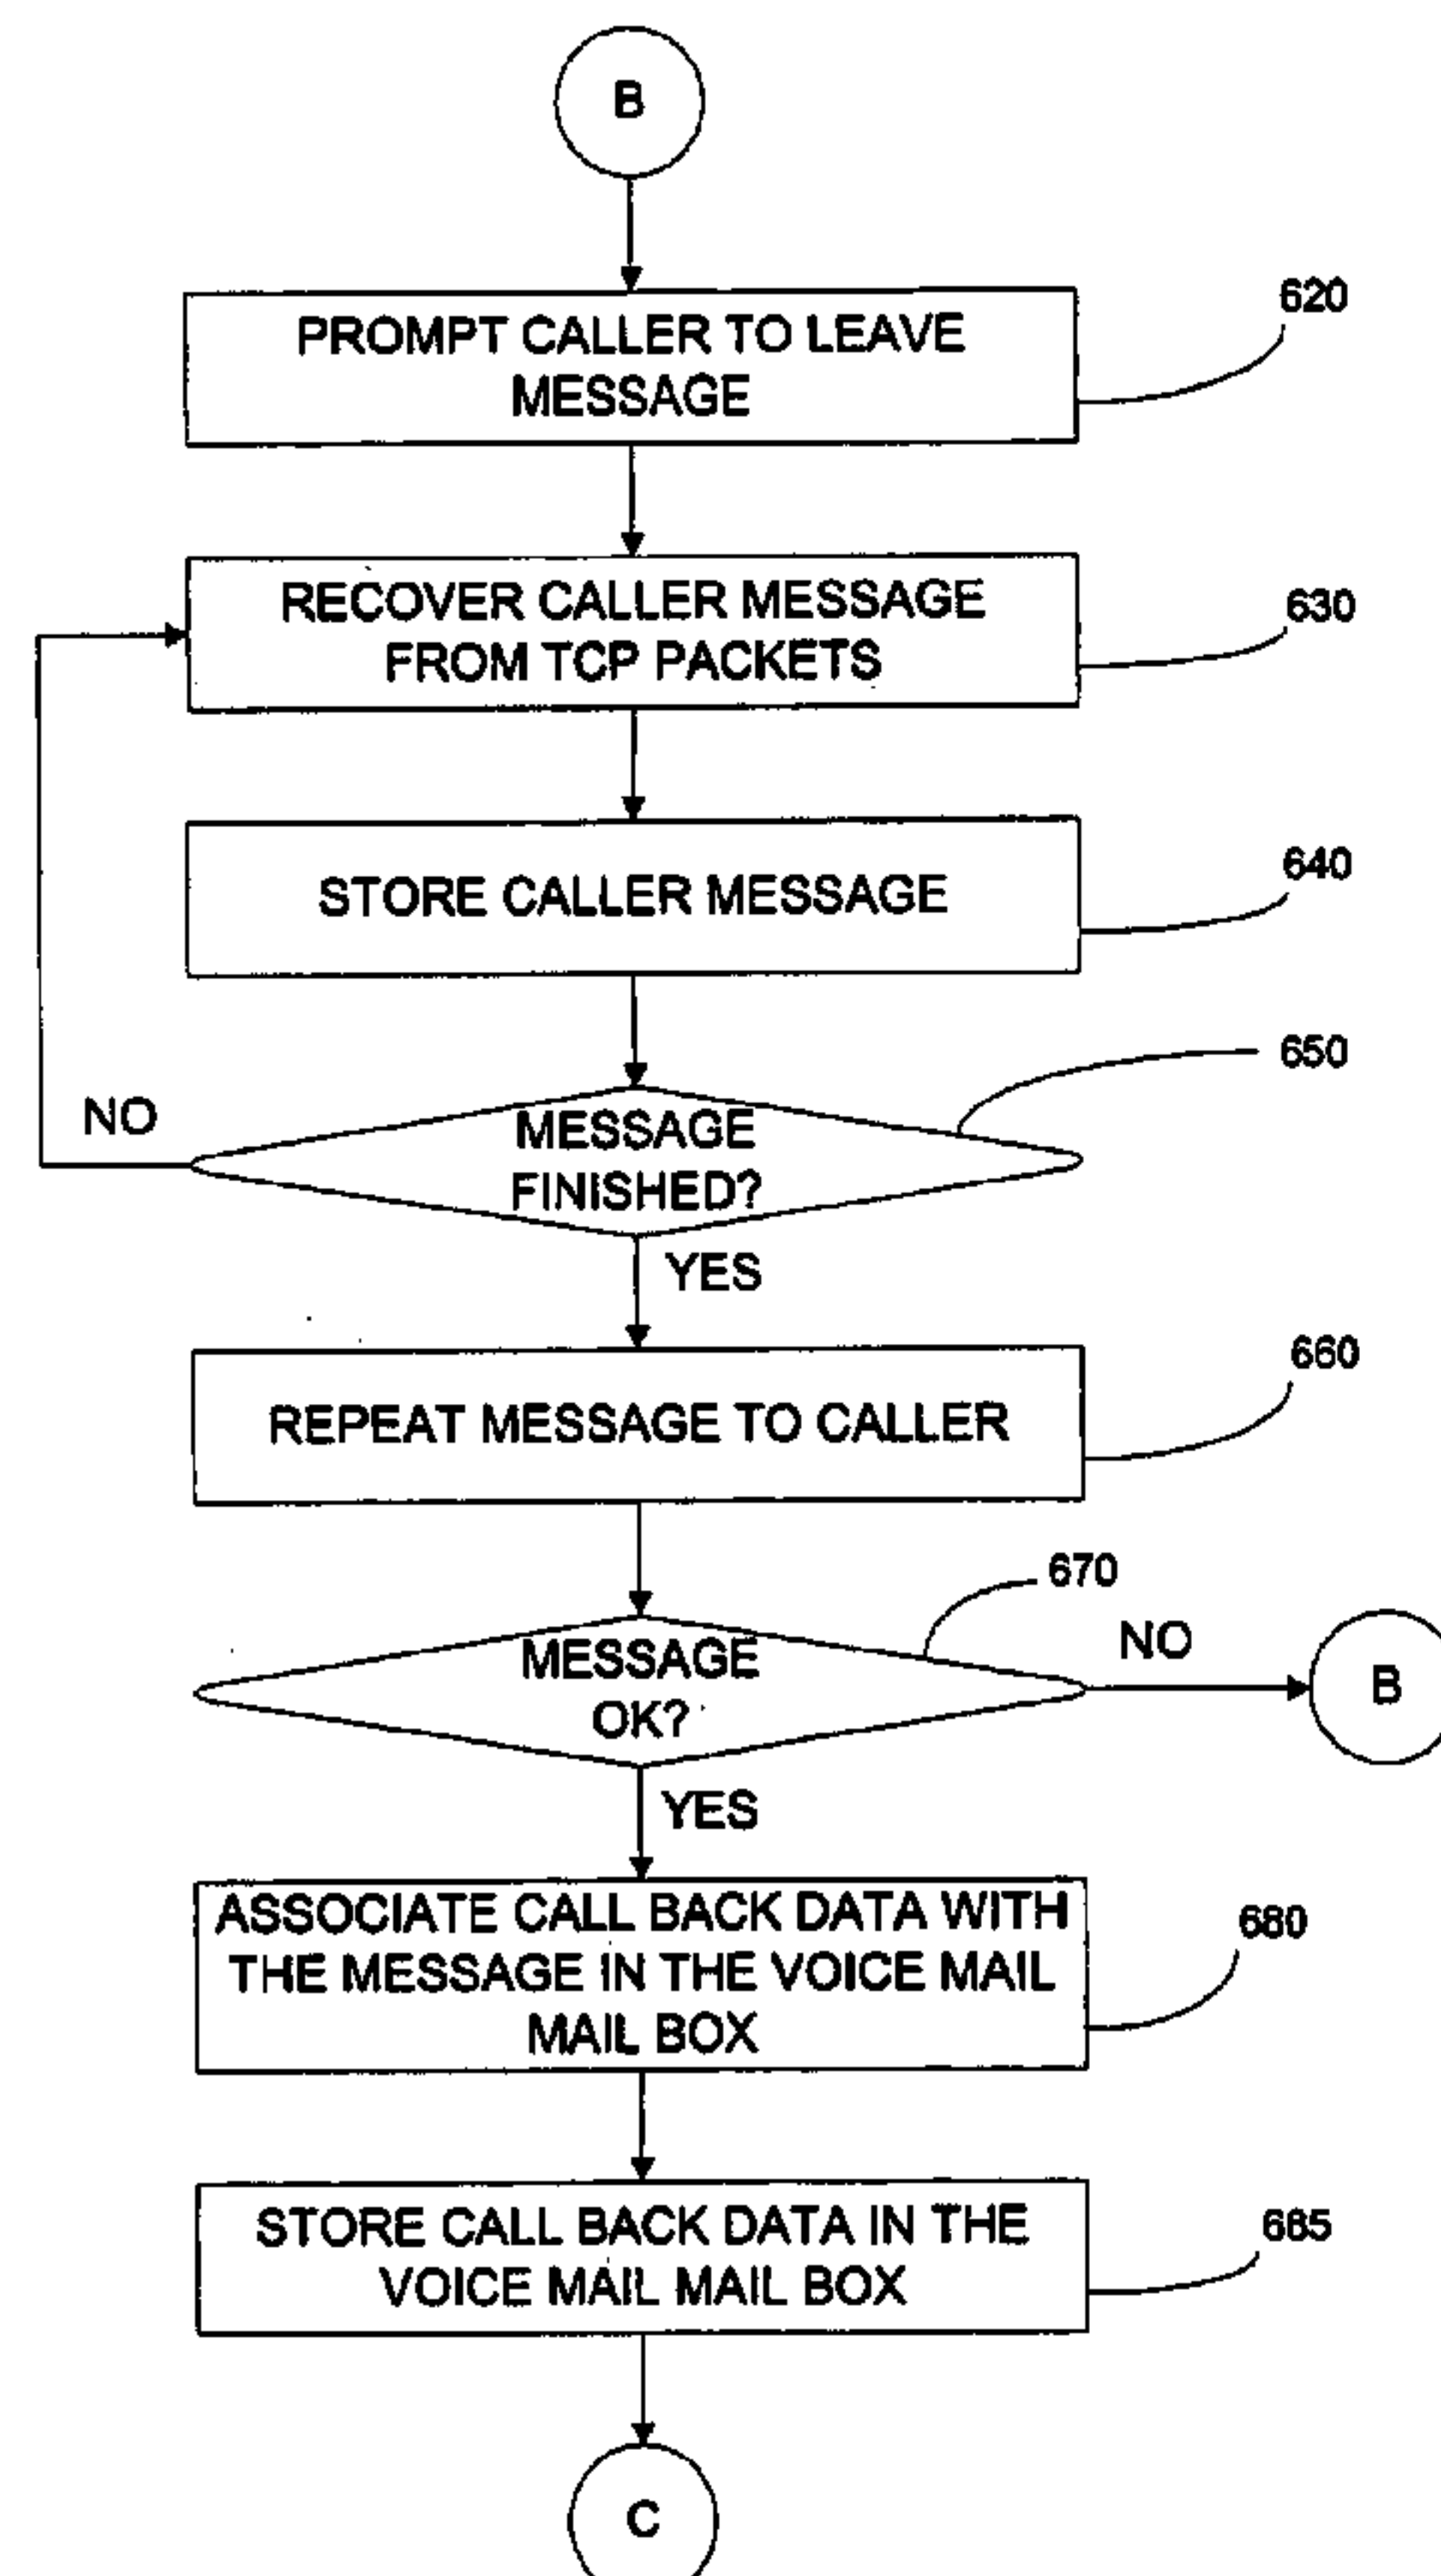 B
PROMPT CALLER TO LEAVE
MESSAGE
620
RECOVER CALLER MESSAGE
FROM TCP PACKETS
630
STORE CALLER MESSAGE
640
650
NO
MESSAGE
FINISHED?
YES
660
REPEAT MESSAGE TO CALLER
670
NO
MESSAGE
OK?
B
YES
ASSOCIATE CALL BACK DATA WITH
THE MESSAGE IN THE VOICE MAIL
MAIL BOX
680
STORE CALL BACK DATA IN THE
VOICE MAIL MAIL BOX
685
C